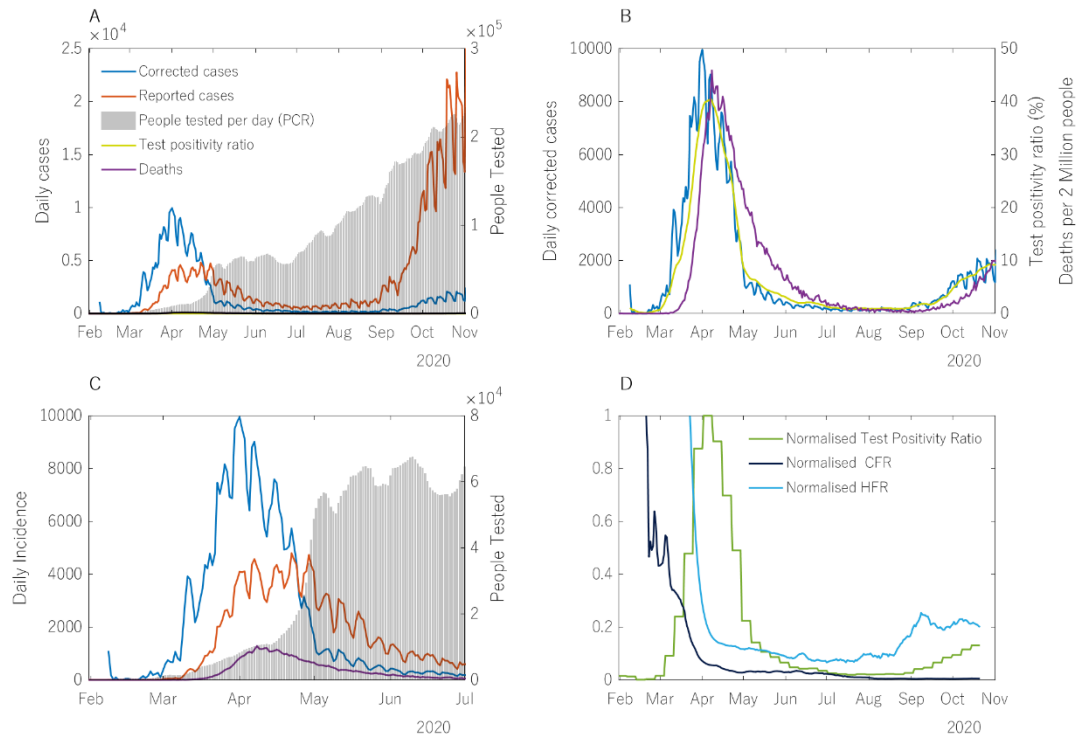 A
×10⁴
×10⁵
2.5
2
1.5
1
0.5
0
3
2
1
0
Daily cases
People Tested
Corrected cases
Reported cases
People tested per day (PCR)
Test positivity ratio
Deaths
Feb Mar Apr May Jun Jul Aug Sep Oct Nov
2020
B
10000
8000
6000
4000
2000
0
50
40
30
20
10
0
Daily corrected cases
Test positivity ratio (%)
Deaths per 2 Million people
Feb Mar Apr May Jun Jul Aug Sep Oct Nov
2020
C
×10⁴
10000
8000
6000
4000
2000
0
8
6
4
2
0
Daily Incidence
People Tested
Feb Mar Apr May Jun Jul
2020
D
1
0.8
0.6
0.4
0.2
0
Normalised Test Positivity Ratio
Normalised CFR
Normalised HFR
Feb Mar Apr May Jun Jul Aug Sep Oct Nov
2020